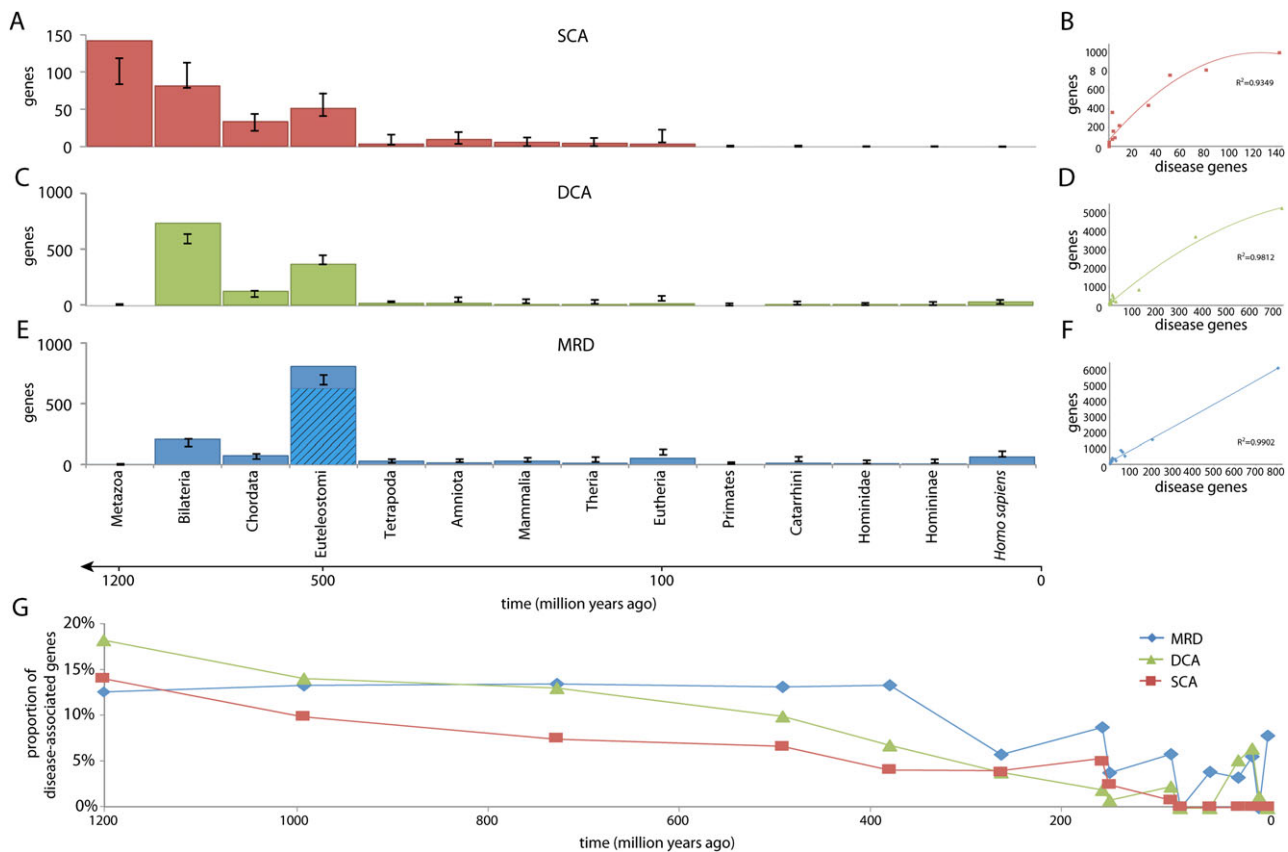 A
SCA
150
100
50
0
genes
B
1000
8 0
600
400
200
0
genes
R²=0.9349
20 40 60 80 100 120 140
disease genes
C
DCA
1000
500
0
genes
D
5000
4000
3000
2000
1000
0
genes
R²=0.9812
100 200 300 400 500 600 700
disease genes
E
MRD
1000
500
0
genes
F
6000
5000
4000
3000
2000
1000
0
genes
R²=0.9902
100 200 300 400 500 600 700 800
disease genes
Metazoa
Bilateria
Chordata
Euteleostomi
Tetrapoda
Amniota
Mammalia
Theria
Eutheria
Primates
Catarrhini
Hominidae
Homininae
Homo sapiens
1200 500 100 0
time (million years ago)
G
proportion of
disease-associated genes
20%
15%
10%
5%
0%
MRD
DCA
SCA
1200 1000 800 600 400 200 0
time (million years ago)